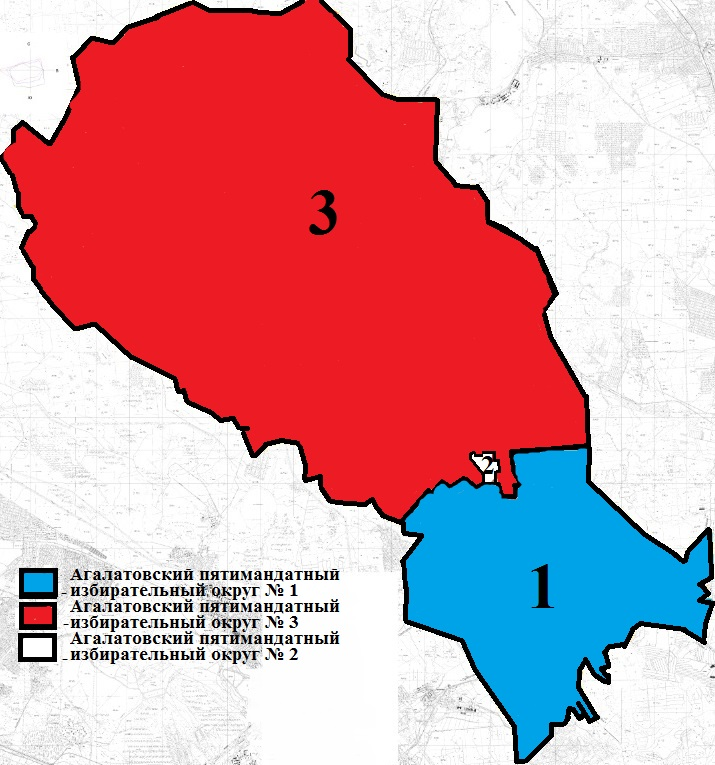 3
2
1
Агалатовский пятимандатный
- избирательный округ № 1
Агалатовский пятимандатный
- избирательный округ № 3
Агалатовский пятимандатный
- избирательный округ № 2